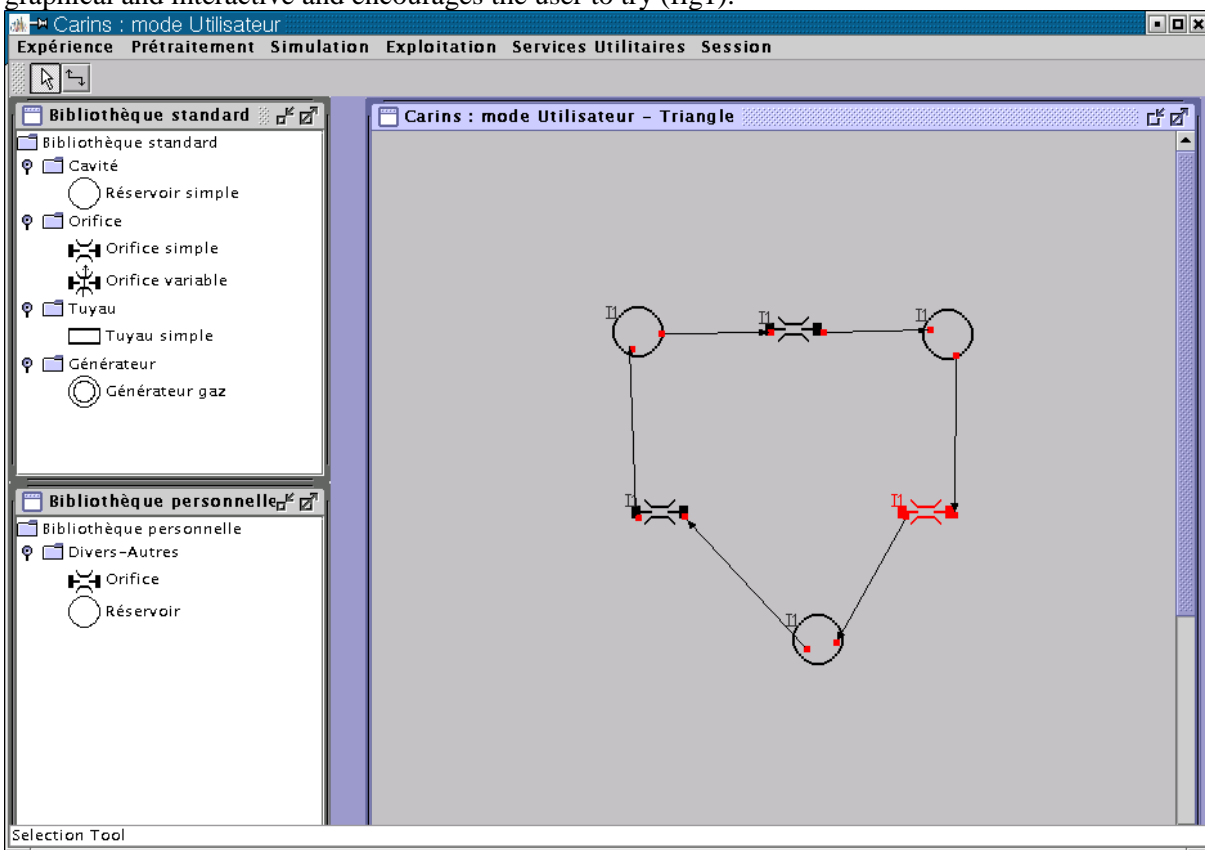 graphical and interactive and encourages the user to try (fig1).
Carins : mode Utilisateur
Expérience Prétraitement Simulation Exploitation Services Utilitaires Session
Bibliothèque standard
Bibliothèque standard
Cavité
Réservoir simple
Orifice
Orifice simple
Orifice variable
Tuyau
Tuyau simple
Générateur
Générateur gaz
Bibliothèque personnelle
Bibliothèque personnelle
Divers-Autres
Orifice
Réservoir
Carins : mode Utilisateur - Triangle
I1
I1
I1
I1
I1
I1
Selection Tool